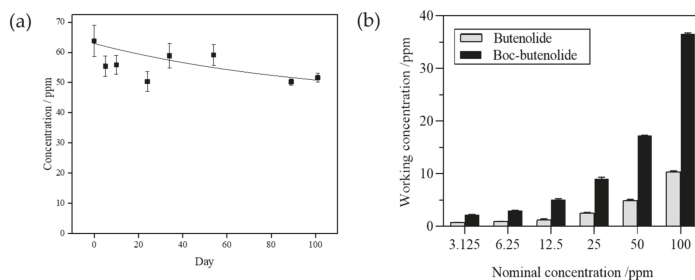 (a)
Concentration / ppm
70
60
50
40
30
20
10
0
0 20 40 60 80 100
Day
(b)
Working concentration /ppm
40
30
20
10
0
Butenolide
Boc-butenolide
3.125 6.25 12.5 25 50 100
Nominal concentration /ppm